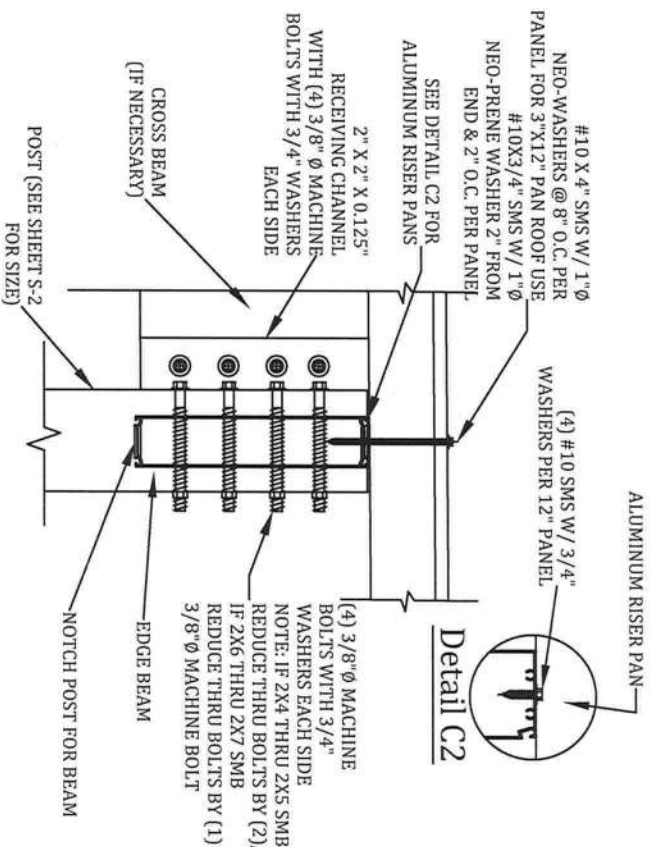 #10 X 4" SMS W/ 1"Ø
NEO-WASHERS @ 8" O.C. PER
PANEL FOR 3"X12" PAN ROOF USE
#10X3/4" SMS W/ 1"Ø
NEO-PRENE WASHER 2" FROM
END & 2" O.C. PER PANEL
SEE DETAIL C2 FOR
ALUMINUM RISER PANS
2" X 2" X 0.125"
RECEIVING CHANNEL
WITH (4) 3/8" Ø MACHINE
BOLTS WITH 3/4" WASHERS
EACH SIDE
CROSS BEAM
(IF NECESSARY)
POST (SEE SHEET S-2
FOR SIZE)
ALUMINUM RISER PAN
(4) #10 SMS W/ 3/4"
WASHERS PER 12" PANEL
Detail C2
(4) 3/8"Ø MACHINE
BOLTS WITH 3/4"
WASHERS EACH SIDE
NOTE: IF 2X4 THRU 2X5 SMB
REDUCE THRU BOLTS BY (2),
IF 2X6 THRU 2X7 SMB
REDUCE THRU BOLTS BY (1)
3/8"Ø MACHINE BOLT
EDGE BEAM
NOTCH POST FOR BEAM